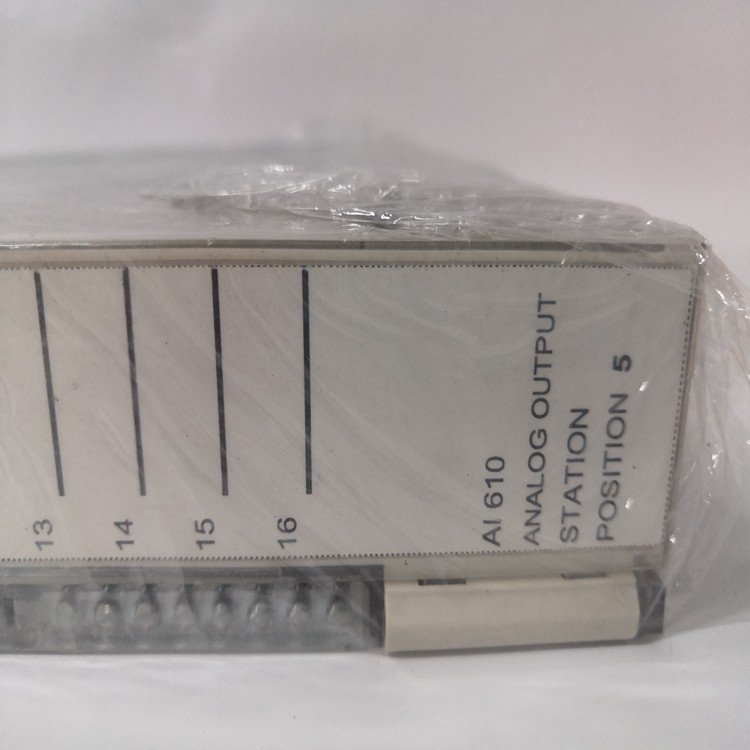 13
14
15
16
AI 610
ANALOG OUTPUT
STATION
POSITION 5